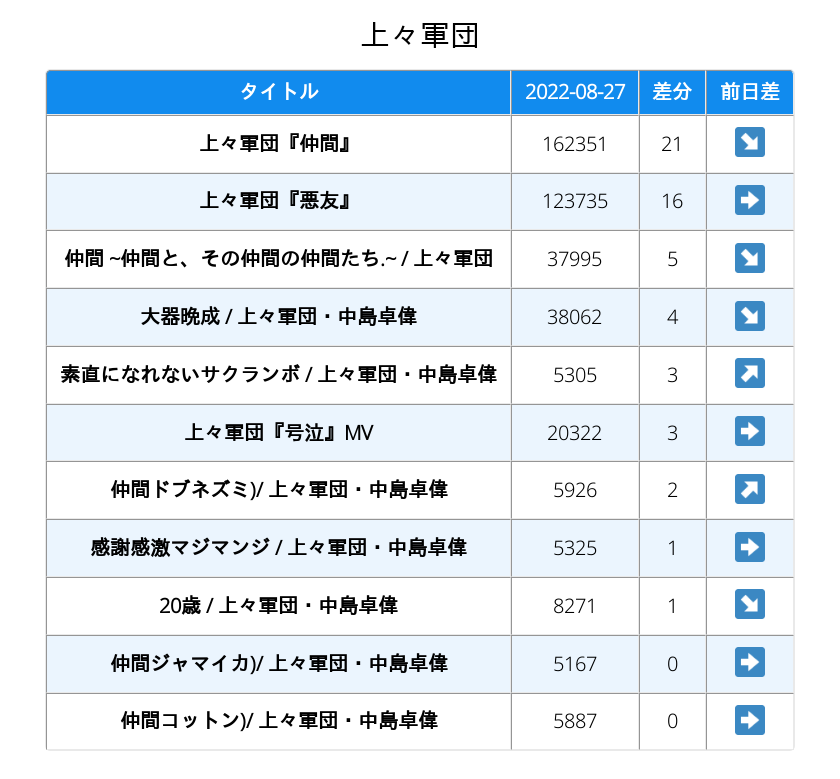 上々軍団
タイトル 2022-08-27 差分 前日差
上々軍団『仲間』 162351 21 ↘
上々軍団『悪友』 123735 16 ➡
仲間 ~仲間と、その仲間の仲間たち.~ / 上々軍団 37995 5 ↘
大器晩成 / 上々軍団・中島卓偉 38062 4 ↘
素直になれないサクランボ / 上々軍団・中島卓偉 5305 3 ↗
上々軍団『号泣』MV 20322 3 ➡
仲間ドブネズミ)/ 上々軍団・中島卓偉 5926 2 ↗
感謝感激マジマンジ / 上々軍団・中島卓偉 5325 1 ➡
20歳 / 上々軍団・中島卓偉 8271 1 ↘
仲間ジャマイカ)/ 上々軍団・中島卓偉 5167 0 ➡
仲間コットン)/ 上々軍団・中島卓偉 5887 0 ➡